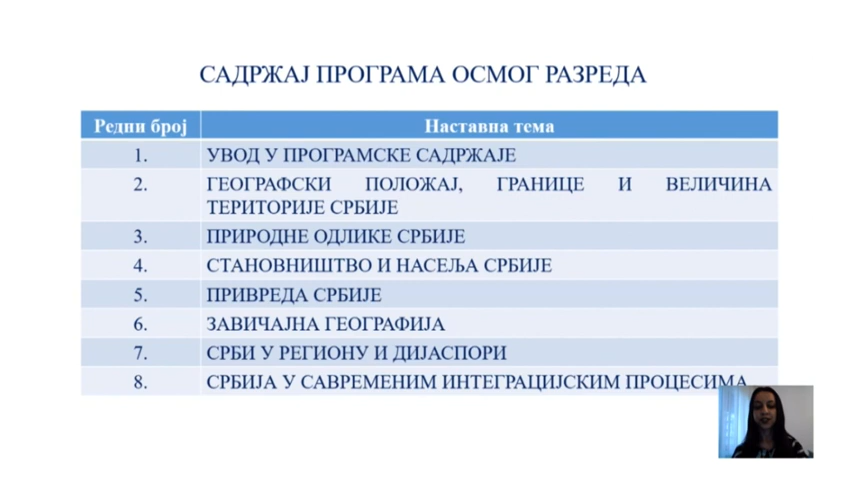 САДРЖАЈ ПРОГРАМА ОСМОГ РАЗРЕДА
Редни број Наставна тема
1. УВОД У ПРОГРАМСКЕ САДРЖАЈЕ
2. ГЕОГРАФСКИ ПОЛОЖАЈ, ГРАНИЦЕ И ВЕЛИЧИНА
ТЕРИТОРИЈЕ СРБИЈЕ
3. ПРИРОДНЕ ОДЛИКЕ СРБИЈЕ
4. СТАНОВНИШТВО И НАСЕЉА СРБИЈЕ
5. ПРИВРЕДА СРБИЈЕ
6. ЗАВИЧАЈНА ГЕОГРАФИЈА
7. СРБИ У РЕГИОНУ И ДИЈАСПОРИ
8. СРБИЈА У САВРЕМЕНИМ ИНТЕГРАЦИЈСКИМ ПРОЦЕСИМА